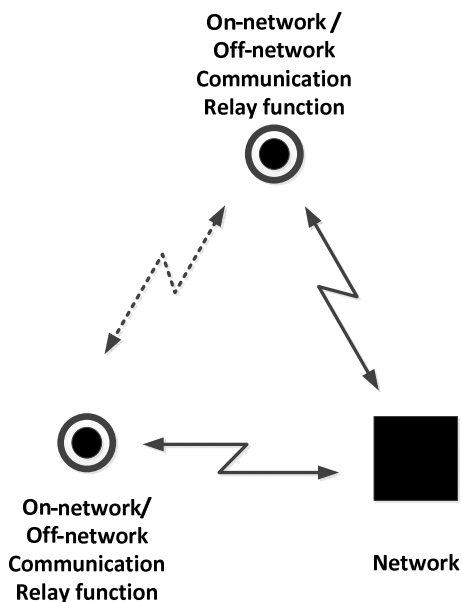 On-network /
Off-network
Communication
Relay function
On-network/
Off-network
Communication
Relay function
Network